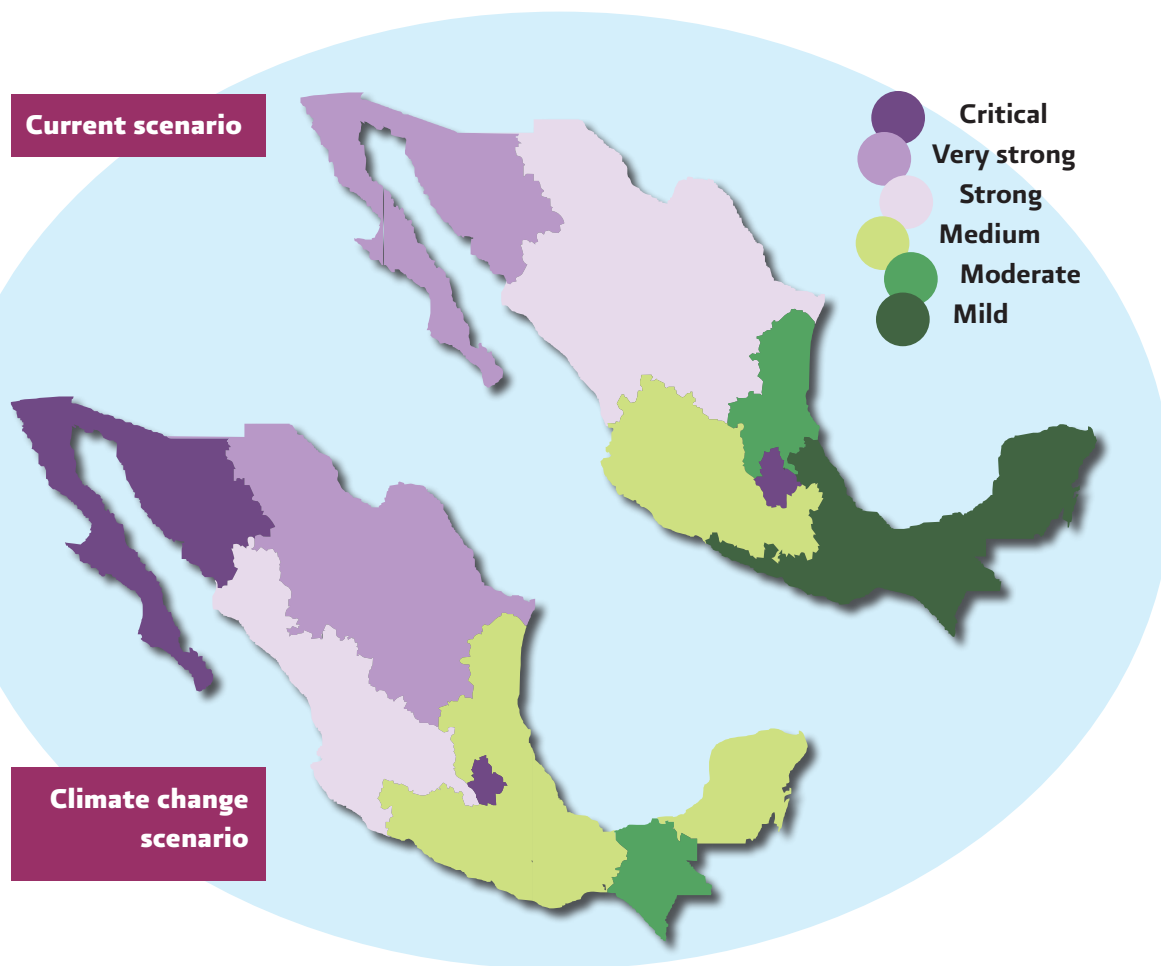 Current scenario
Critical
Very strong
Strong
Medium
Moderate
Mild
Climate change
scenario